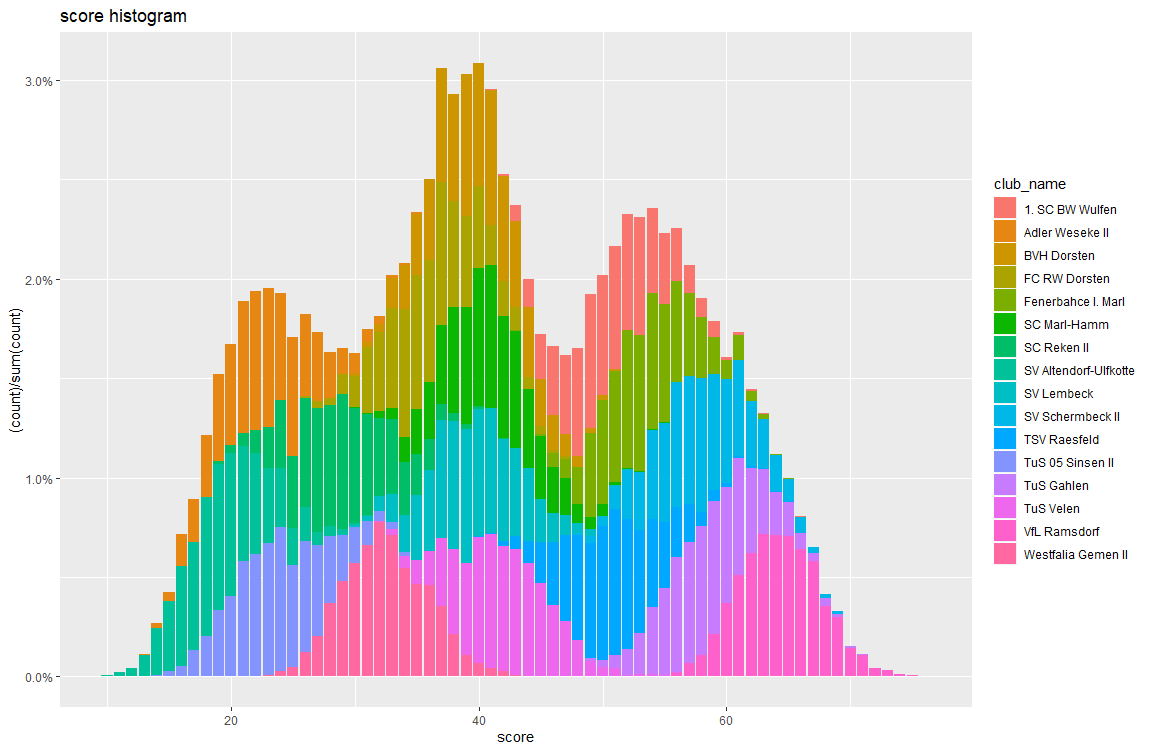 score histogram
(count)/sum(count)
3.0%
2.0%
1.0%
0.0%
20
40
60
score
club_name
1. SC BW Wulfen
Adler Weseke II
BVH Dorsten
FC RW Dorsten
Fenerbahce I. Marl
SC Marl-Hamm
SC Reken II
SV Altendorf-Ulfkotte
SV Lembeck
SV Schermbeck II
TSV Raesfeld
TuS 05 Sinsen II
TuS Gahlen
TuS Velen
VfL Ramsdorf
Westfalia Gemen II